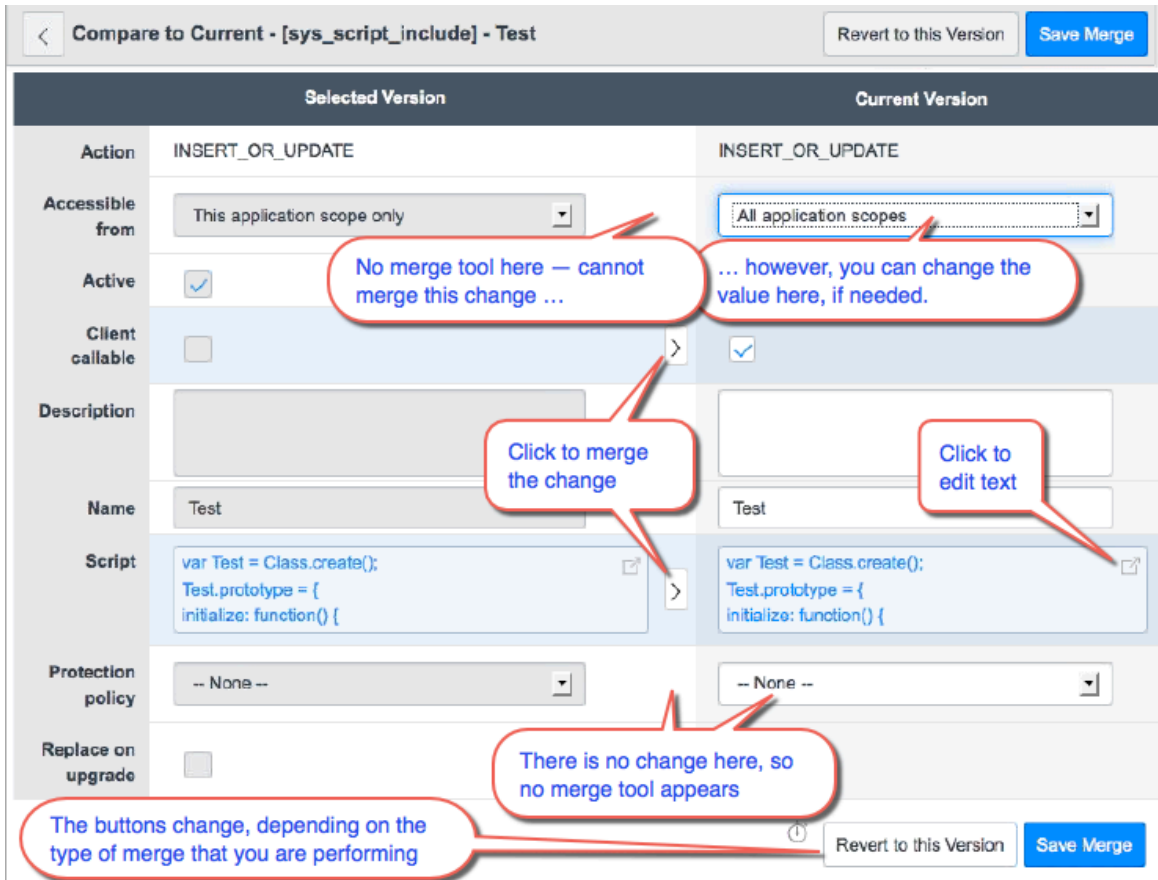 Compare to Current - [sys_script_include] - Test
Revert to this Version
Save Merge
Selected Version
Current Version
Action
INSERT_OR_UPDATE
INSERT_OR_UPDATE
Accessible
from
This application scope only
All application scopes
No merge tool here — cannot
merge this change ...
... however, you can change the
value here, if needed.
Active
Client
callable
Description
Click to merge
the change
Click to
edit text
Name
Test
Test
Script
var Test = Class.create();
Test.prototype = {
initialize: function() {
var Test = Class.create();
Test.prototype = {
initialize: function() {
Protection
policy
-- None --
-- None --
There is no change here, so
no merge tool appears
Replace on
upgrade
The buttons change, depending on the
type of merge that you are performing
Revert to this Version
Save Merge